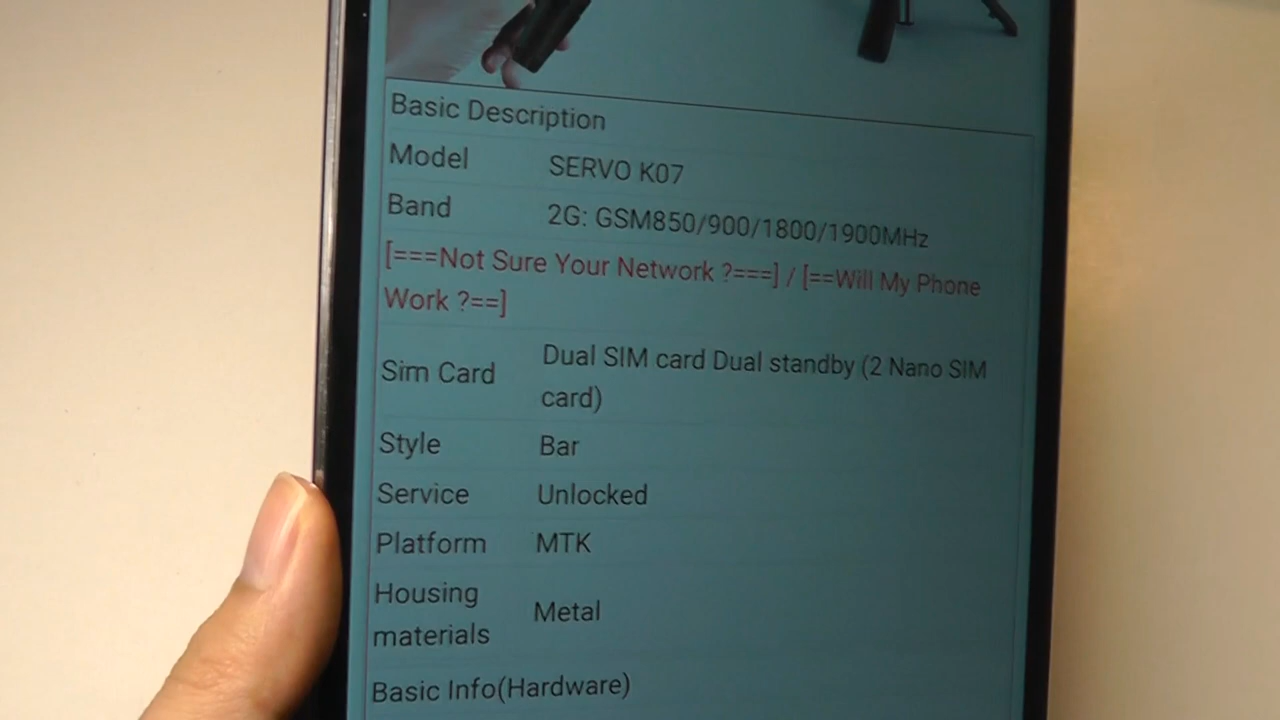 Basic Description
Model SERVO K07
Band 2G: GSM850/900/1800/1900MHz
[===Not Sure Your Network ?===] / [==Will My Phone
Work ?==]
Sim Card Dual SIM card Dual standby (2 Nano SIM
card)
Style Bar
Service Unlocked
Platform MTK
Housing
materials Metal
Basic Info(Hardware)